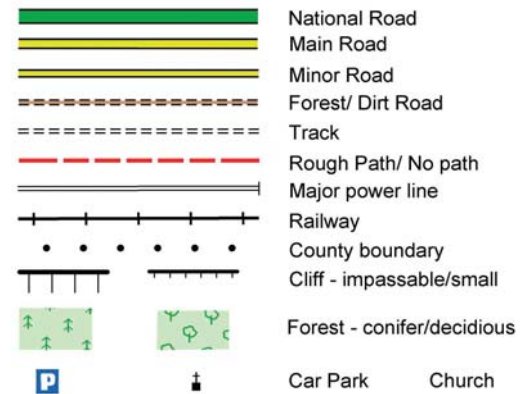 National Road
Main Road
Minor Road
Forest/ Dirt Road
Track
Rough Path/ No path
Major power line
Railway
County boundary
Cliff - impassable/small
Forest - conifer/decidious
P
Car Park Church